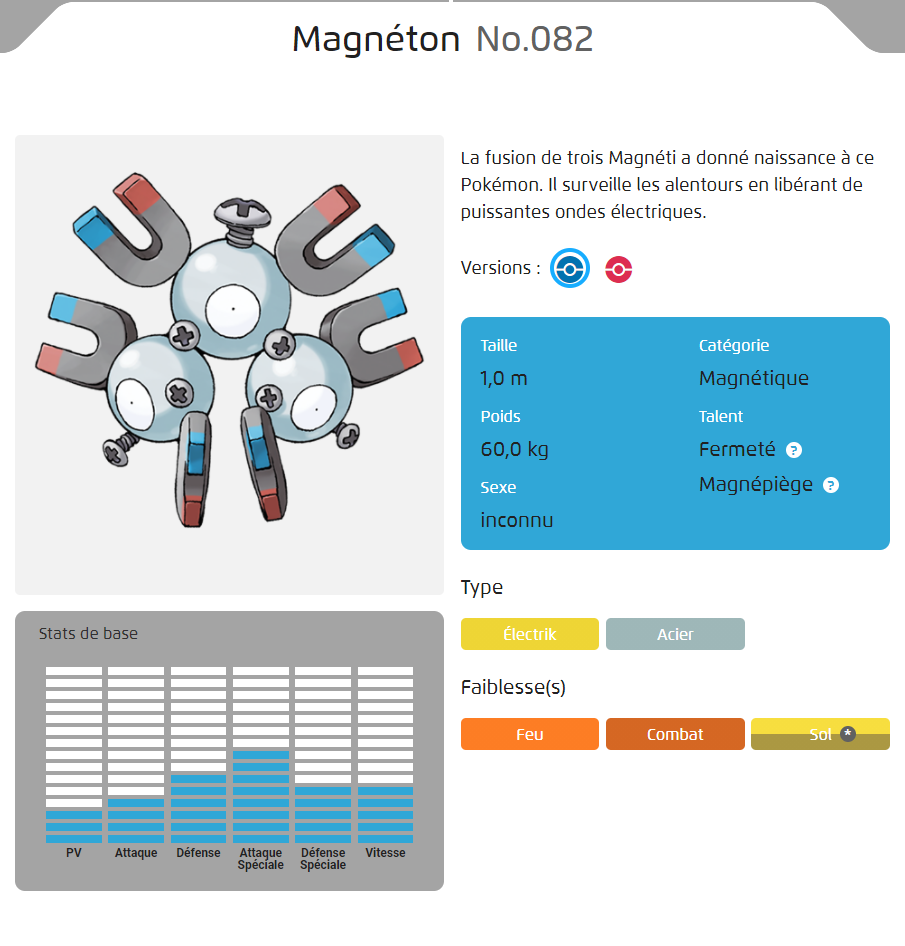 Magnéton No.082
La fusion de trois Magnéti a donné naissance à ce
Pokémon. Il surveille les alentours en libérant de
puissantes ondes électriques.
Versions :
Taille
1,0 m
Poids
60,0 kg
Sexe
inconnu
Catégorie
Magnétique
Talent
Fermeté ?
Magnépiège ?
Type
Électrik
Acier
Faiblesse(s)
Feu
Combat
Sol *
Stats de base
PV
Attaque
Défense
Attaque
Spéciale
Défense
Spéciale
Vitesse